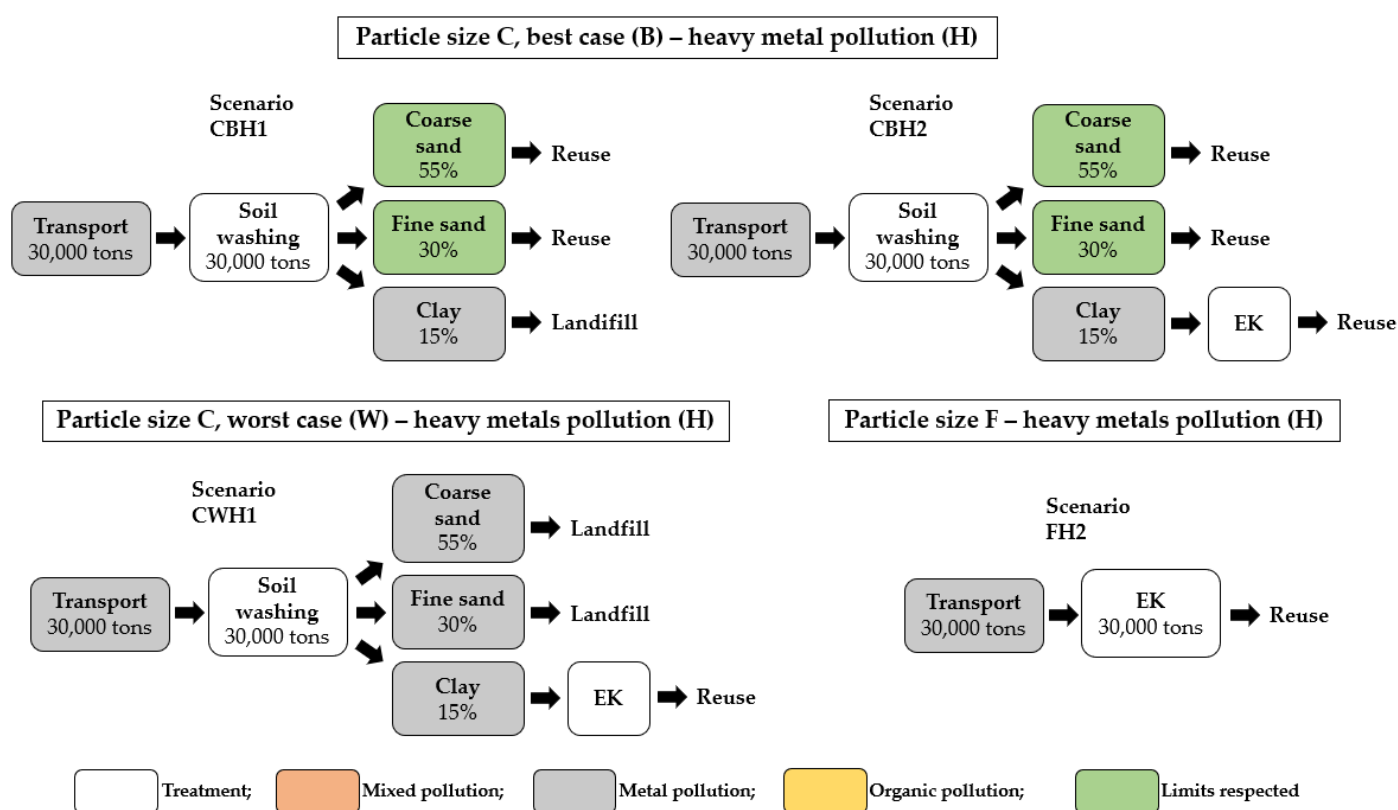 Particle size C, best case (B) – heavy metal pollution (H)
Scenario
CBH1
Transport
30,000 tons
Soil
washing
30,000 tons
Coarse
sand
55%
Reuse
Fine sand
30%
Reuse
Clay
15%
Landifill
Scenario
CBH2
Transport
30,000 tons
Soil
washing
30,000 tons
Coarse
sand
55%
Reuse
Fine sand
30%
Reuse
Clay
15%
EK
Reuse
Particle size C, worst case (W) – heavy metals pollution (H)
Scenario
CWH1
Transport
30,000 tons
Soil
washing
30,000 tons
Coarse
sand
55%
Landfill
Fine sand
30%
Landfill
Clay
15%
EK
Reuse
Particle size F – heavy metals pollution (H)
Scenario
FH2
Transport
30,000 tons
EK
30,000 tons
Reuse
Treatment;
Mixed pollution;
Metal pollution;
Organic pollution;
Limits respected